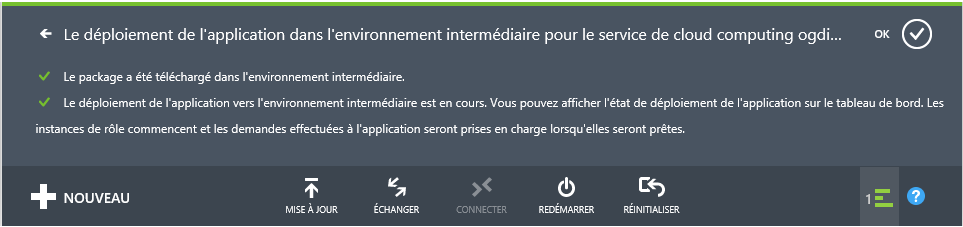 Le déploiement de l'application dans l'environnement intermédiaire pour le service de cloud computing ogdi...
OK
Le package a été téléchargé dans l'environnement intermédiaire.
Le déploiement de l'application vers l'environnement intermédiaire est en cours. Vous pouvez afficher l'état de déploiement de l'application sur le tableau de bord. Les
instances de rôle commencent et les demandes effectuées à l'application seront prises en charge lorsqu'elles seront prêtes.
NOUVEAU
MISE À JOUR
ÉCHANGER
CONNECTER
REDÉMARRER
RÉINITIALISER
1
?